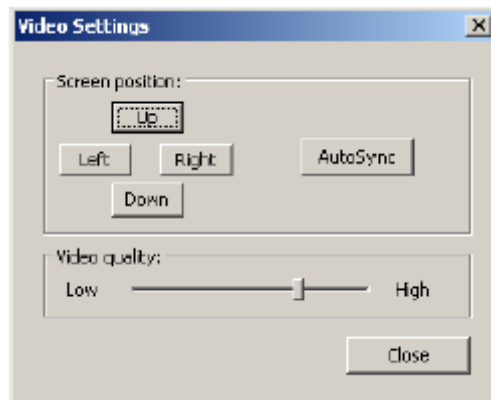 Video Settings
Screen position:
Up
Left Right AutoSync
Down
Video quality:
Low High
Close